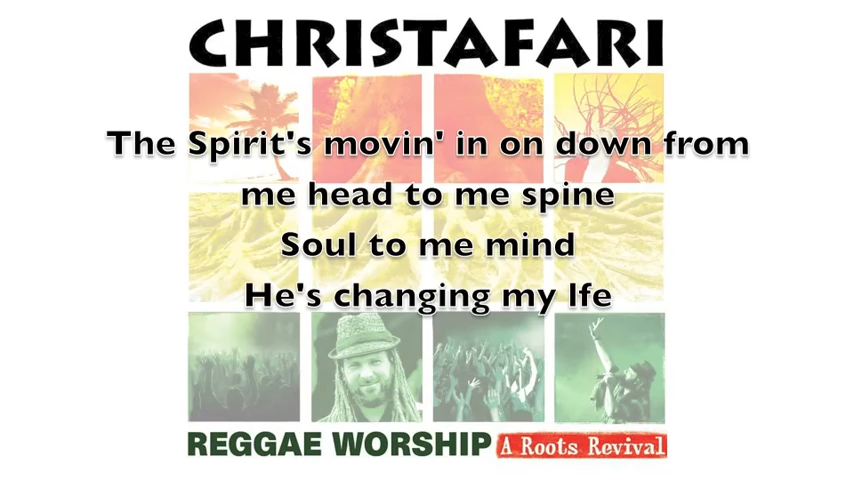 CHRISTAFARI
The Spirit's movin' in on down from
me head to me spine
Soul to me mind
He's changing my lfe
REGGAE WORSHIP A Roots Revival